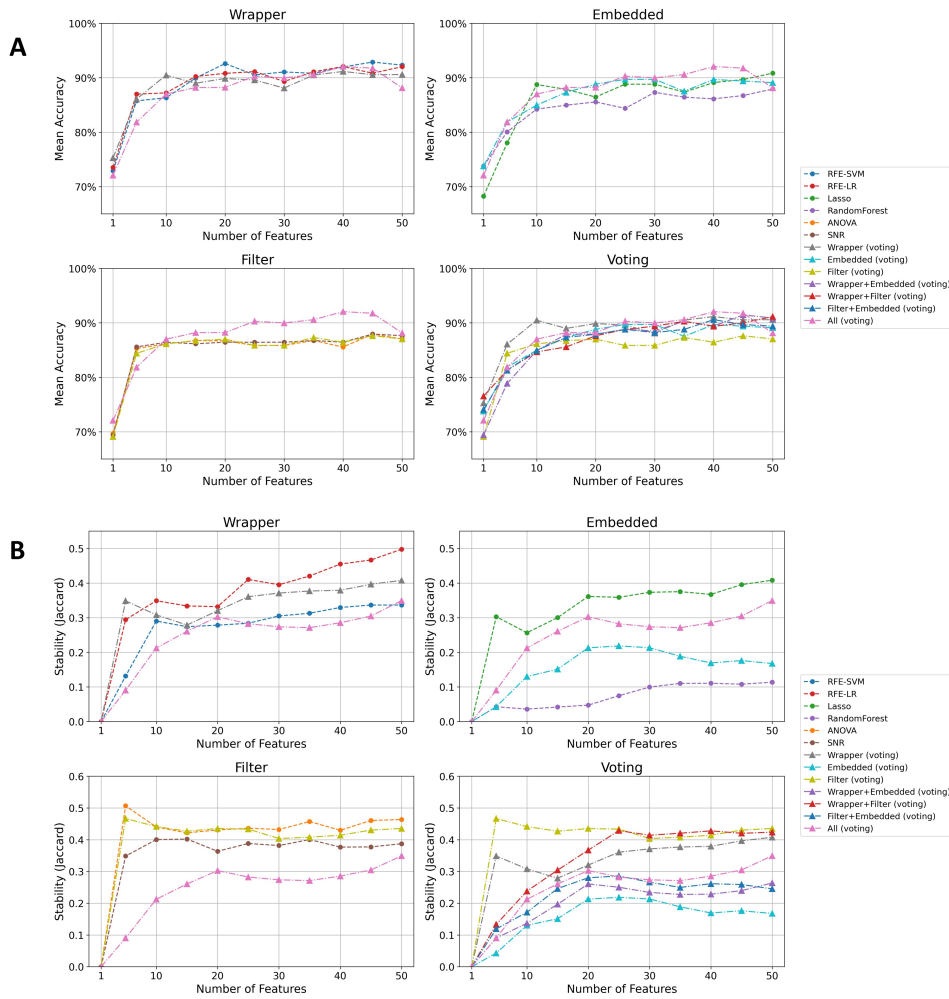 A
Wrapper
100%
90%
80%
70%
Mean Accuracy
1 10 20 30 40 50
Number of Features
Embedded
100%
90%
80%
70%
Mean Accuracy
1 10 20 30 40 50
Number of Features
Filter
100%
90%
80%
70%
Mean Accuracy
1 10 20 30 40 50
Number of Features
Voting
100%
90%
80%
70%
Mean Accuracy
1 10 20 30 40 50
Number of Features
RFE-SVM
RFE-LR
Lasso
RandomForest
ANOVA
SNR
Wrapper (voting)
Embedded (voting)
Filter (voting)
Wrapper+Embedded (voting)
Wrapper+Filter (voting)
Filter+Embedded (voting)
All (voting)
B
Wrapper
0.5
0.4
0.3
0.2
0.1
0.0
Stability (Jaccard)
1 10 20 30 40 50
Number of Features
Embedded
0.5
0.4
0.3
0.2
0.1
0.0
Stability (Jaccard)
1 10 20 30 40 50
Number of Features
Filter
0.6
0.5
0.4
0.3
0.2
0.1
0.0
Stability (Jaccard)
1 10 20 30 40 50
Number of Features
Voting
0.6
0.5
0.4
0.3
0.2
0.1
0.0
Stability (Jaccard)
1 10 20 30 40 50
Number of Features
RFE-SVM
RFE-LR
Lasso
RandomForest
ANOVA
SNR
Wrapper (voting)
Embedded (voting)
Filter (voting)
Wrapper+Embedded (voting)
Wrapper+Filter (voting)
Filter+Embedded (voting)
All (voting)